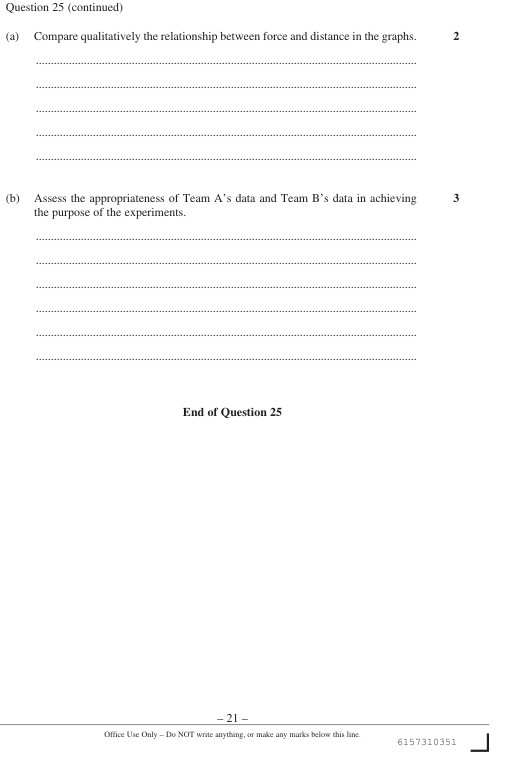 Question 25 (continued)
(a) Compare qualitatively the relationship between force and distance in the graphs. 2
................................................................................................................................
................................................................................................................................
................................................................................................................................
................................................................................................................................
................................................................................................................................
(b) Assess the appropriateness of Team A’s data and Team B’s data in achieving 3
the purpose of the experiments.
................................................................................................................................
................................................................................................................................
................................................................................................................................
................................................................................................................................
................................................................................................................................
................................................................................................................................
End of Question 25
– 21 –
Office Use Only – Do NOT write anything, or make any marks below this line.
6157310351